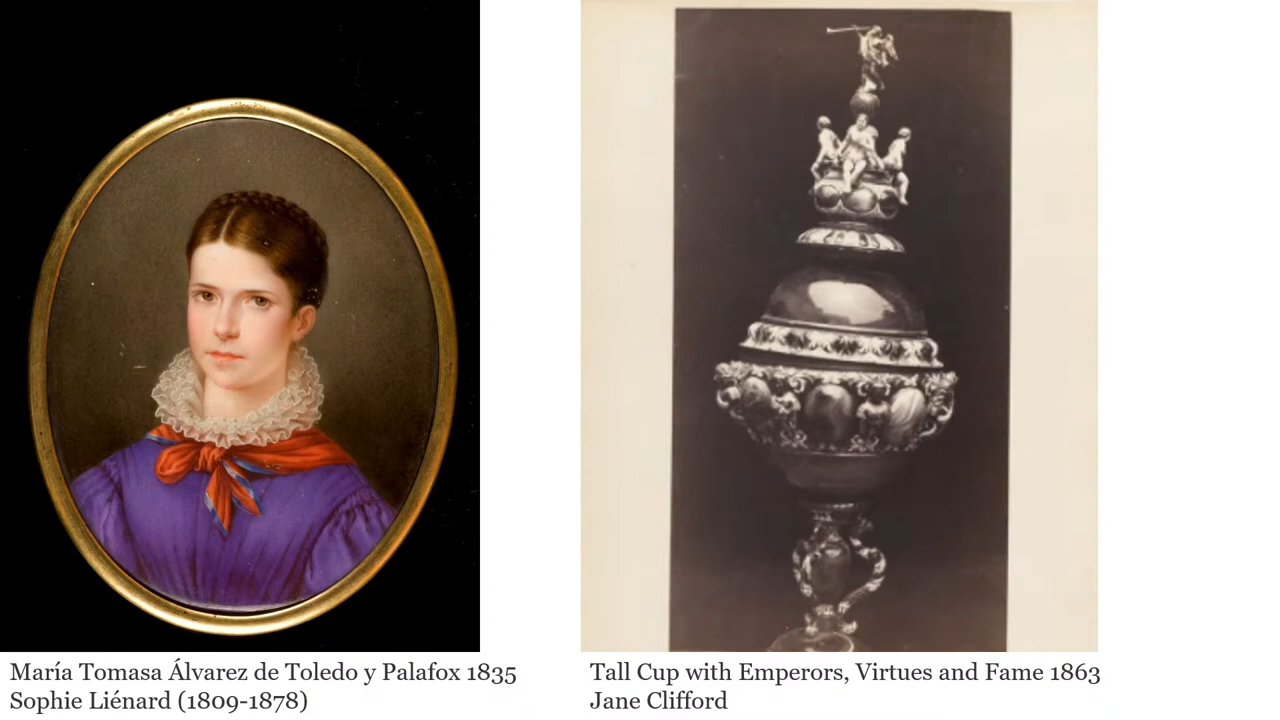 María Tomasa Álvarez de Toledo y Palafox 1835
Sophie Liénard (1809-1878)
Tall Cup with Emperors, Virtues and Fame 1863
Jane Clifford